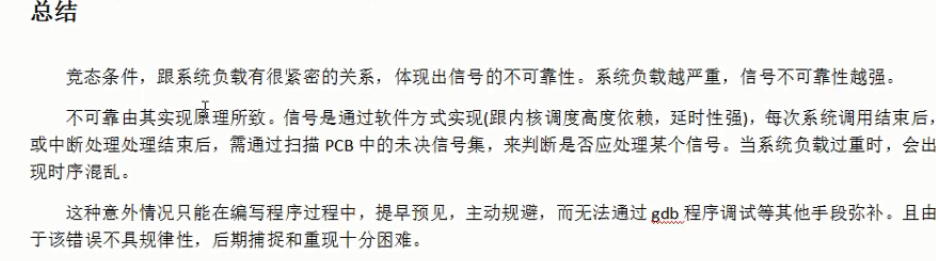 总结
竞态条件，跟系统负载有很紧密的关系，体现出信号的不可靠性。系统负载越严重，信号不可靠性越强。
不可靠由其实现原理所致。信号是通过软件方式实现(跟内核调度高度依赖，延时性强)，每次系统调用结束后，
或中断处理处理结束后，需通过扫描 PCB 中的未决信号集，来判断是否应处理某个信号。当系统负载过重时，会出
现时序混乱。
这种意外情况只能在编写程序过程中，提早预见，主动规避，而无法通过 gdb 程序调试等其他手段弥补。且由
于该错误不具规律性，后期捕捉和重现十分困难。